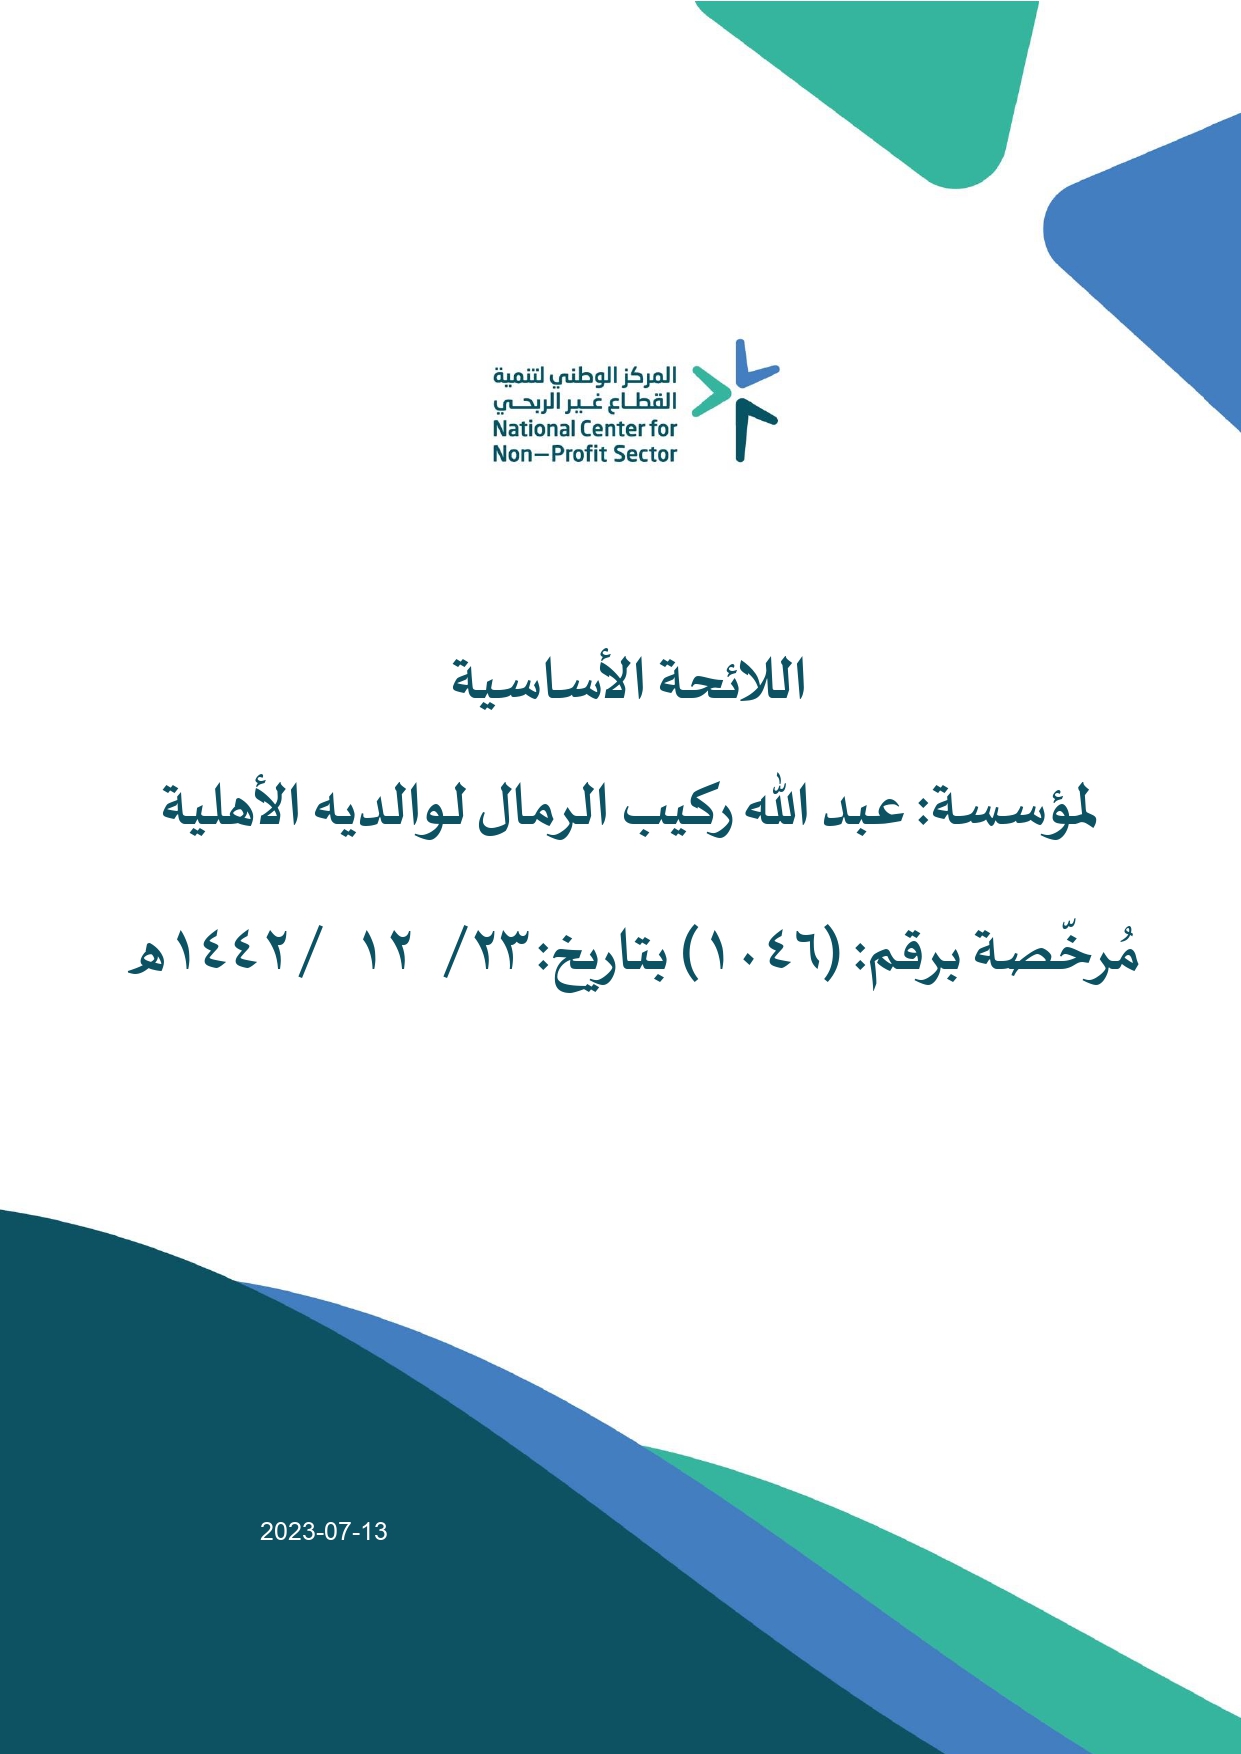 المركز الوطني لتنمية
القطاع غير الربحي
National Center for
Non–Profit Sector
اللائحة الأساسية
لمؤسسة: عبد الله ركيب الرمال لوالديه الأهلية
مُرخّصة برقم: (١٠٤٦) بتاريخ: ٢٣/ ١٢ /١٤٤٢ه
2023-07-13